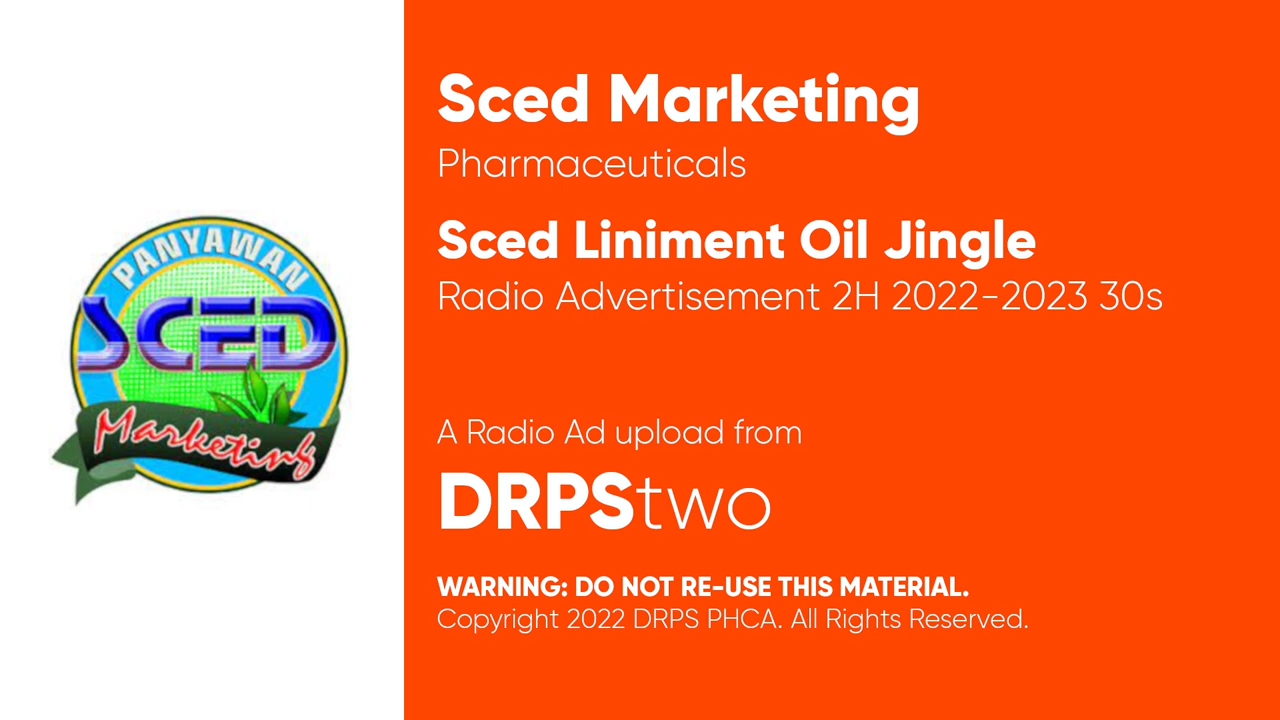 PANYAWAN
SCED
Marketing
Sced Marketing
Pharmaceuticals
Sced Liniment Oil Jingle
Radio Advertisement 2H 2022-2023 30s
A Radio Ad upload from
DRPStwo
WARNING: DO NOT RE-USE THIS MATERIAL.
Copyright 2022 DRPS PHCA. All Rights Reserved.